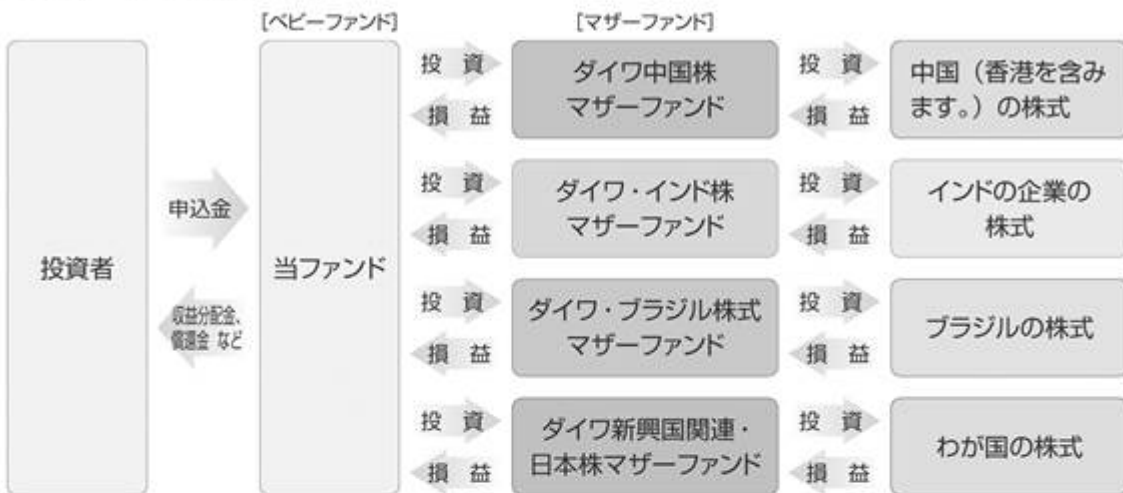 [ベビーファンド]
[マザーファンド]
投資者
申込金
収益分配金、
償還金 など
当ファンド
投 資
損 益
ダイワ中国株
マザーファンド
投 資
損 益
中国（香港を含み
ます。）の株式
投 資
損 益
ダイワ・インド株
マザーファンド
投 資
損 益
インドの企業の
株式
投 資
損 益
ダイワ・ブラジル株式
マザーファンド
投 資
損 益
ブラジルの株式
投 資
損 益
ダイワ新興国関連・
日本株マザーファンド
投 資
損 益
わが国の株式